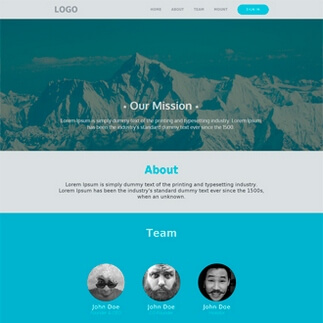 LOGO
HOME ABOUT TEAM MOUNT SIGN IN
• Our Mission •
Lorem Ipsum is simply dummy text of the printing and typesetting industry. Lorem Ipsum
has been the industry's standard dummy text ever since the 1500.
About
Lorem Ipsum is simply dummy text of the printing and typesetting industry.
Lorem Ipsum has been the industry's standard dummy text ever since the 1500s,
when an unknown.
Team
John Doe John Doe John Doe